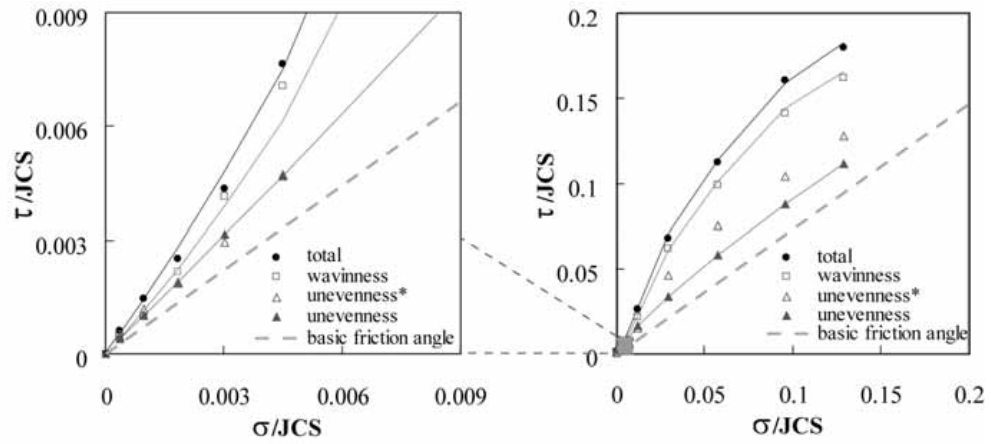 0.009
0.006
0.003
0
τ/JCS
total
wavinness
unevenness*
unevenness
basic friction angle
0
0.003
0.006
0.009
σ/JCS
0.2
0.15
0.1
0.05
0
τ/JCS
total
wavinness
unevenness*
unevenness
basic friction angle
0
0.05
0.1
0.15
0.2
σ/JCS